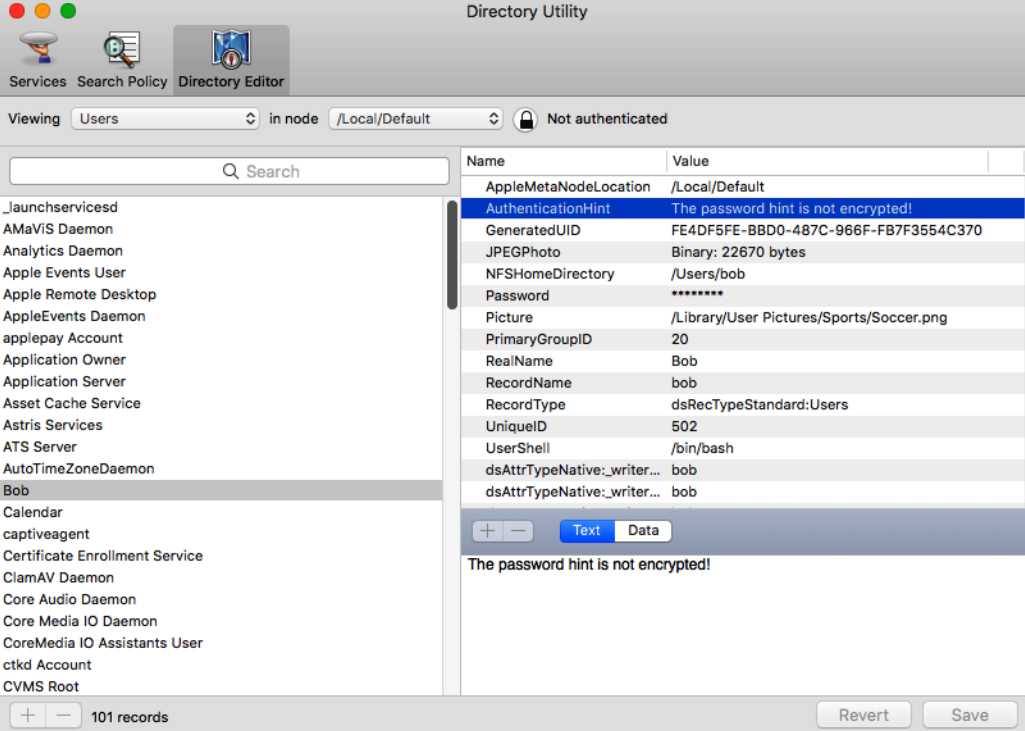 Directory Utility
Services Search Policy Directory Editor
Viewing Users in node /Local/Default Not authenticated
Search
_launchservicesd
AMaViS Daemon
Analytics Daemon
Apple Events User
Apple Remote Desktop
AppleEvents Daemon
applepay Account
Application Owner
Application Server
Asset Cache Service
Astris Services
ATS Server
AutoTimeZoneDaemon
Bob
Calendar
captiveagent
Certificate Enrollment Service
ClamAV Daemon
Core Audio Daemon
Core Media IO Daemon
CoreMedia IO Assistants User
ctkd Account
CVMS Root
101 records
Name Value
AppleMetaNodeLocation /Local/Default
AuthenticationHint The password hint is not encrypted!
GeneratedUID FE4DF5FE-BBD0-487C-966F-FB7F3554C370
JPEGPhoto Binary: 22670 bytes
NFSHomeDirectory /Users/bob
Password ********
Picture /Library/User Pictures/Sports/Soccer.png
PrimaryGroupID 20
RealName Bob
RecordName bob
RecordType dsRecTypeStandard:Users
UniqueID 502
UserShell /bin/bash
dsAttrTypeNative:_writer... bob
dsAttrTypeNative:_writer... bob
Text Data
The password hint is not encrypted!
Revert Save